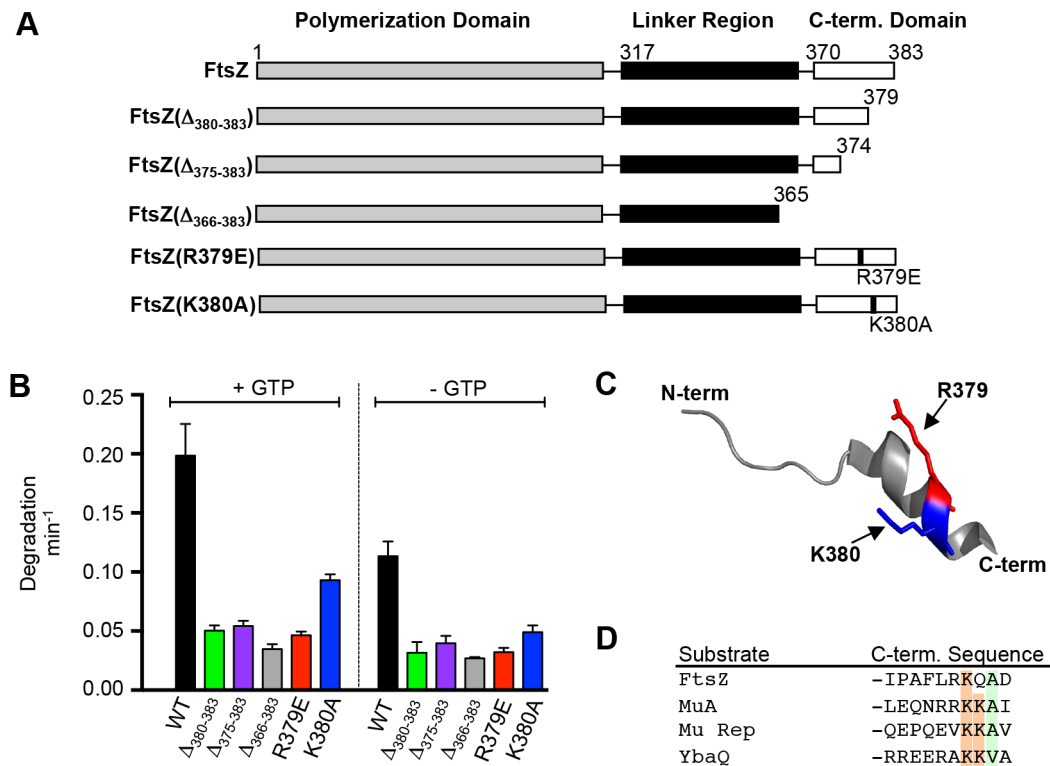 A
Polymerization Domain Linker Region C-term. Domain
1 317 370 383
FtsZ
379
FtsZ(Δ380-383)
374
FtsZ(Δ375-383)
365
FtsZ(Δ366-383)
FtsZ(R379E)
R379E
FtsZ(K380A)
K380A
B
+ GTP - GTP
Degradation
min-1
0.25
0.20
0.15
0.10
0.05
0.00
WT Δ380-383 Δ375-383 Δ366-383 R379E K380A WT Δ380-383 Δ375-383 Δ366-383 R379E K380A
C
N-term
R379
K380
C-term
D
Substrate C-term. Sequence
FtsZ -IPAFLRKQAD
MuA -LEQNRRKKAI
Mu Rep -QEPQEVKKAV
YbaQ -RREERAKKVA